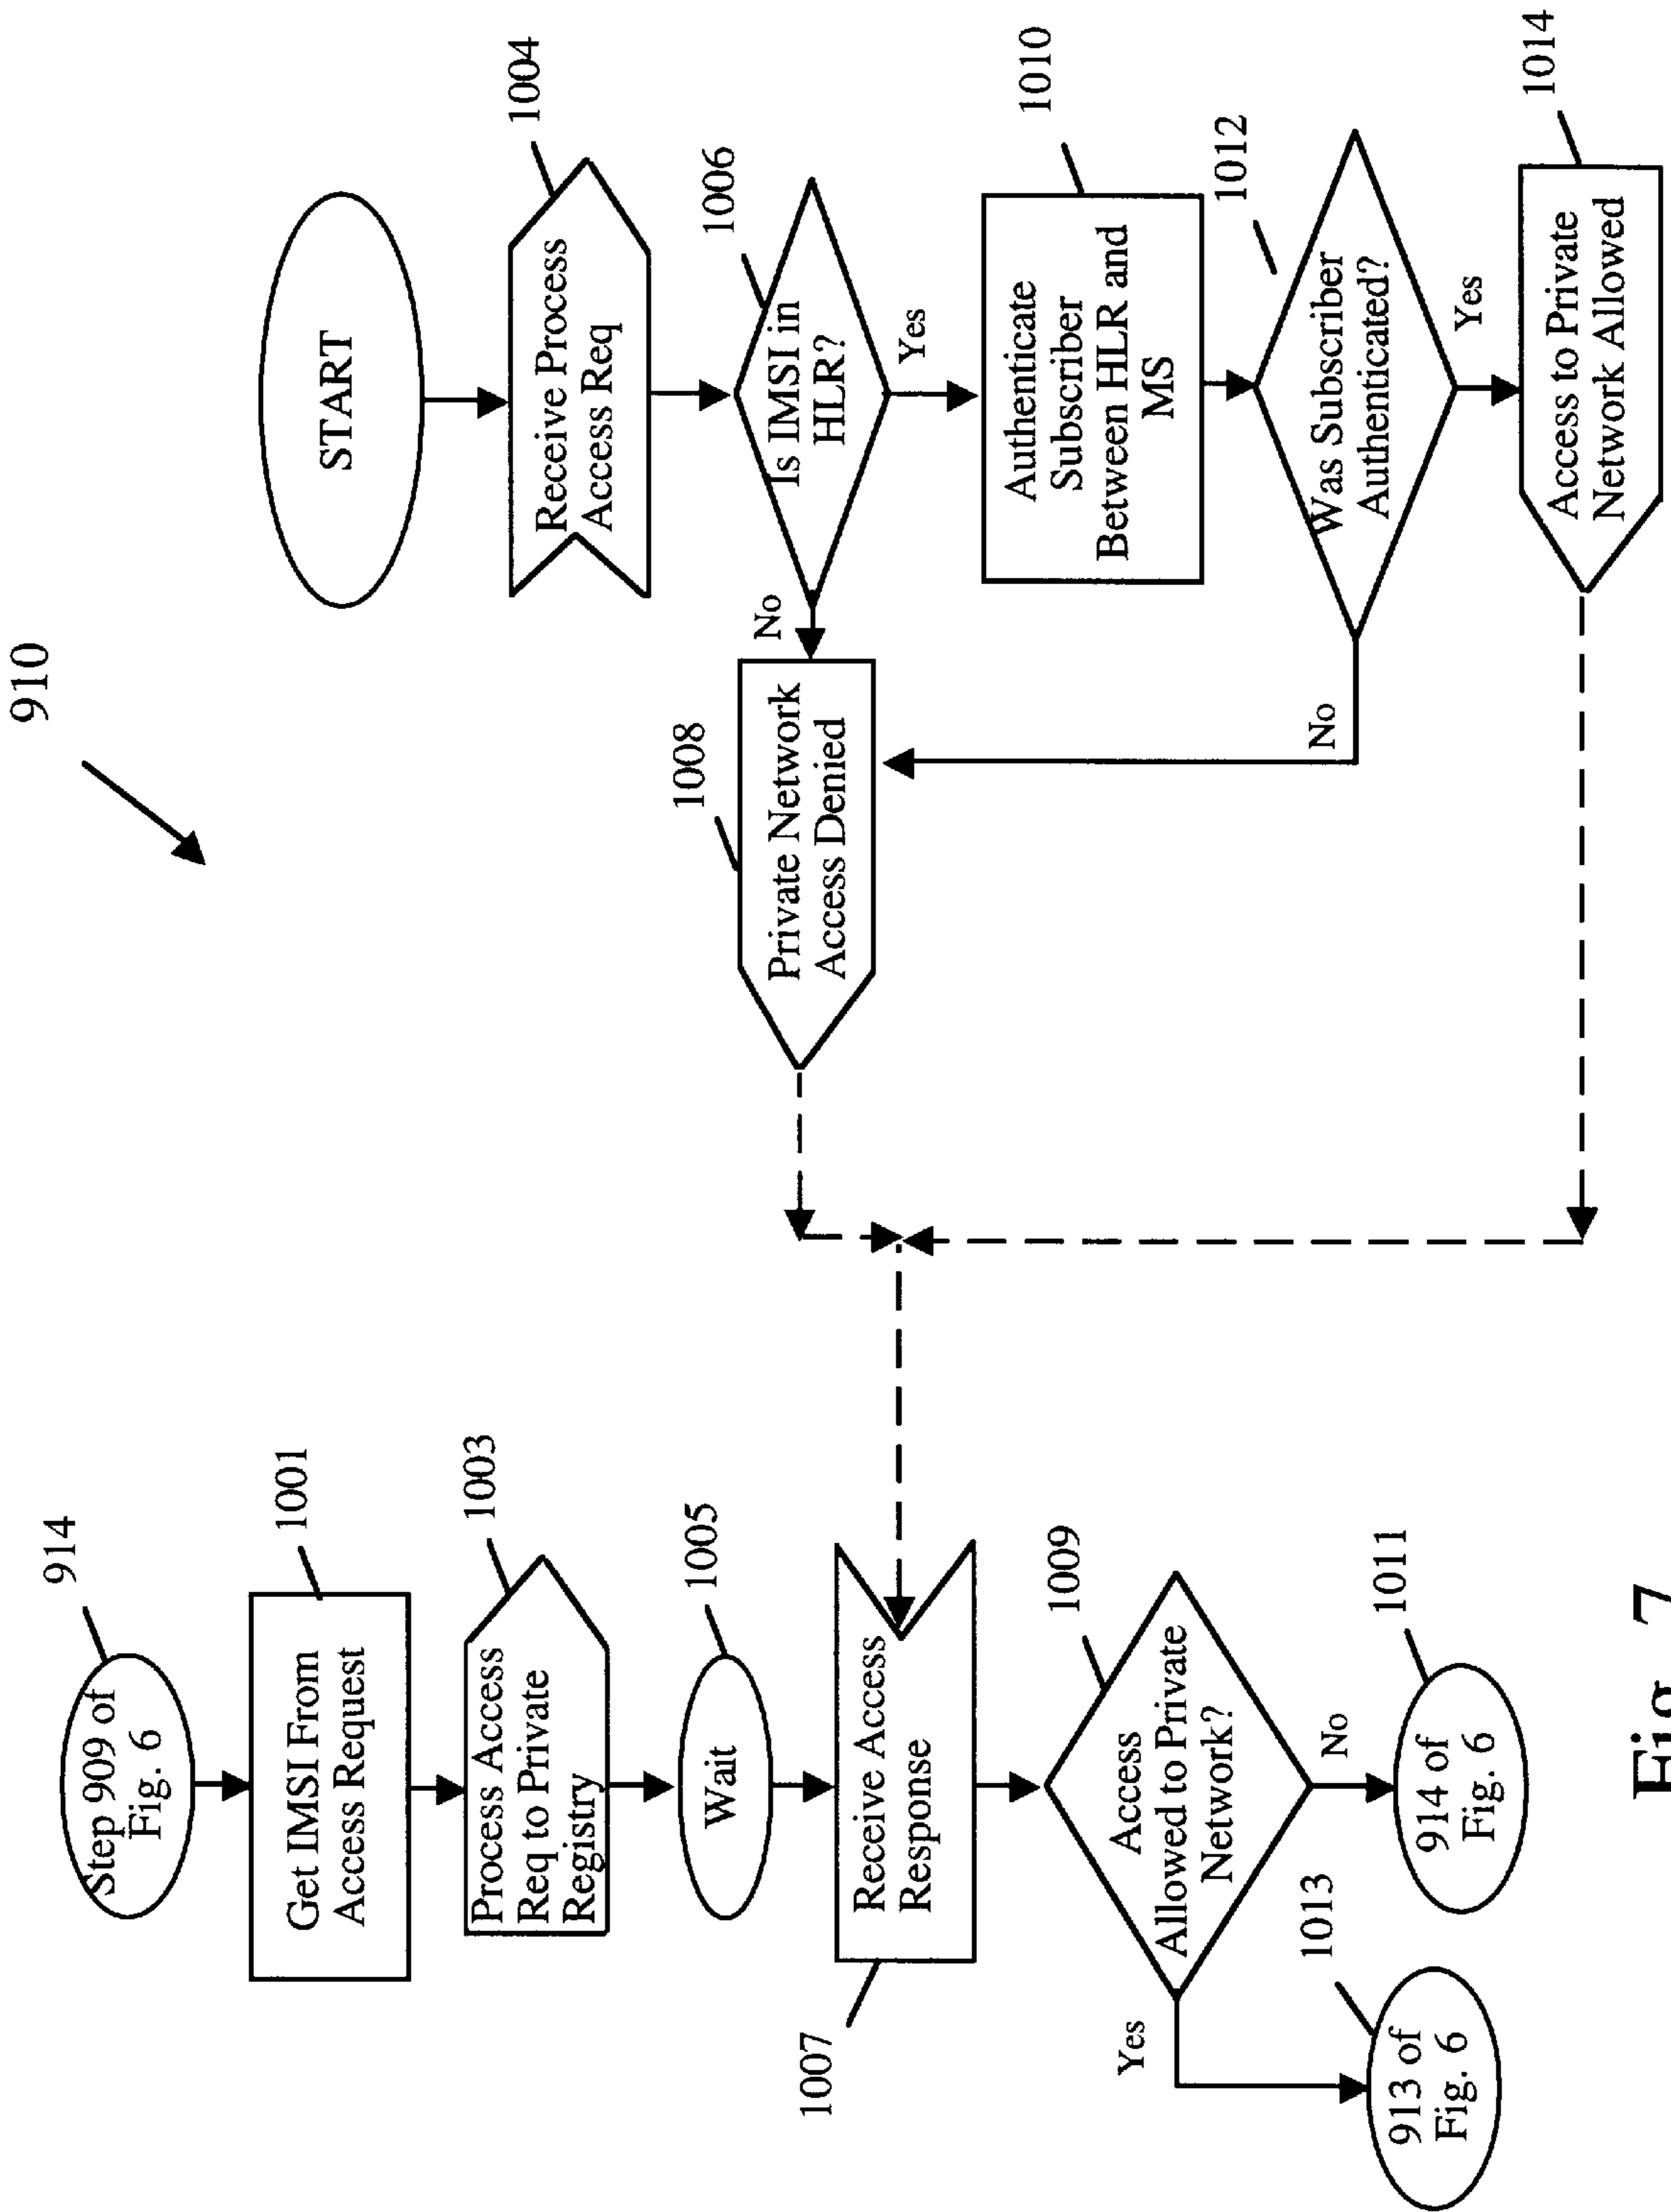 910
914
Step 909 of
Fig. 6
1001
Get IMSI From
Access Request
1003
Process Access
Req to Private
Registry
1005
Wait
1007
Receive Access
Response
1009
Access
Allowed to Private
Network?
Yes
No
1013
913 of
Fig. 6
1011
914 of
Fig. 6
START
1004
Receive Process
Access Req
1006
Is IMSI in
HLR?
No
Yes
1008
Private Network
Access Denied
1010
Authenticate
Subscriber
Between HLR and
MS
1012
Was Subscriber
Authenticated?
No
Yes
1014
Access to Private
Network Allowed
Fig. 7